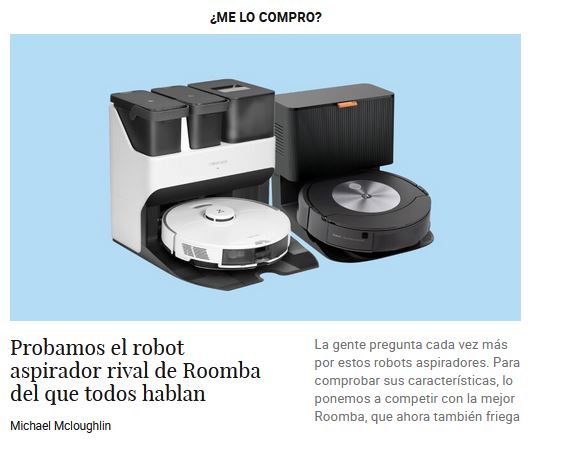 ¿ME LO COMPRO?
Probamos el robot
aspirador rival de Roomba
del que todos hablan
Michael Mcloughlin
La gente pregunta cada vez más
por estos robots aspiradores. Para
comprobar sus características, lo
ponemos a competir con la mejor
Roomba, que ahora también friega